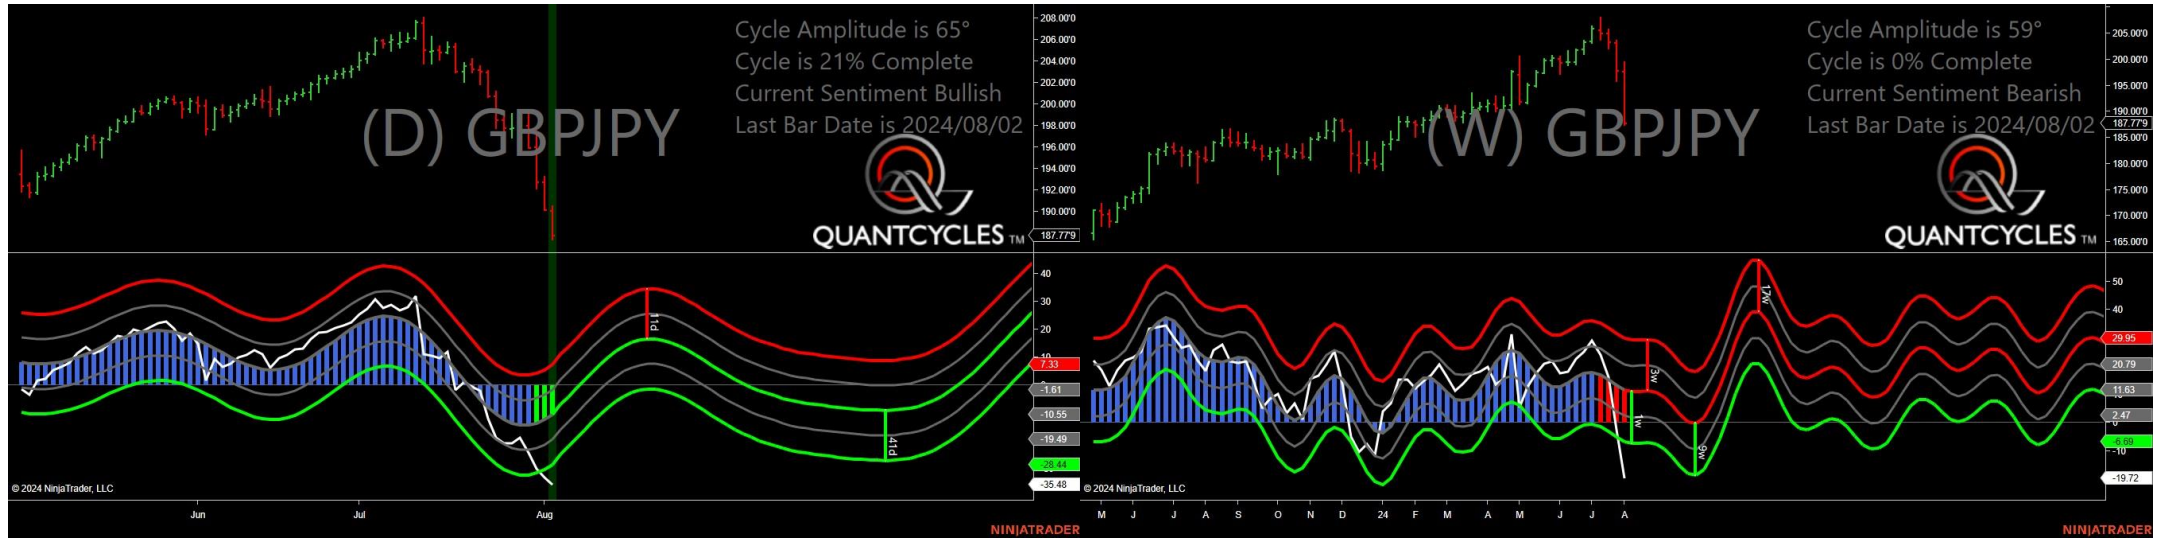 Cycle Amplitude is 65°
Cycle is 21% Complete
Current Sentiment Bullish
Last Bar Date is 2024/08/02
(D) GBPJPY
QUANTCYCLES TM
208.00'0
206.00'0
204.00'0
202.00'0
200.00'0
198.00'0
196.00'0
194.00'0
192.00'0
190.00'0
187.77'9
40
30
20
10
7.33
-1.61
-10.55
-19.49
-28.44
-35.48
11d
41d
© 2024 NinjaTrader, LLC
Jun Jul Aug
NINJATRADER
Cycle Amplitude is 59°
Cycle is 0% Complete
Current Sentiment Bearish
Last Bar Date is 2024/08/02
(W) GBPJPY
QUANTCYCLES TM
205.00'0
200.00'0
195.00'0
190.00'0
187.77'9
185.00'0
180.00'0
175.00'0
170.00'0
165.00'0
50
40
29.95
20.79
11.63
2.47
0
-6.69
-10
-19.72
3w
1w
9w
17w
© 2024 NinjaTrader, LLC
M J J A S O N D 24 F M A M J J A
NINJATRADER